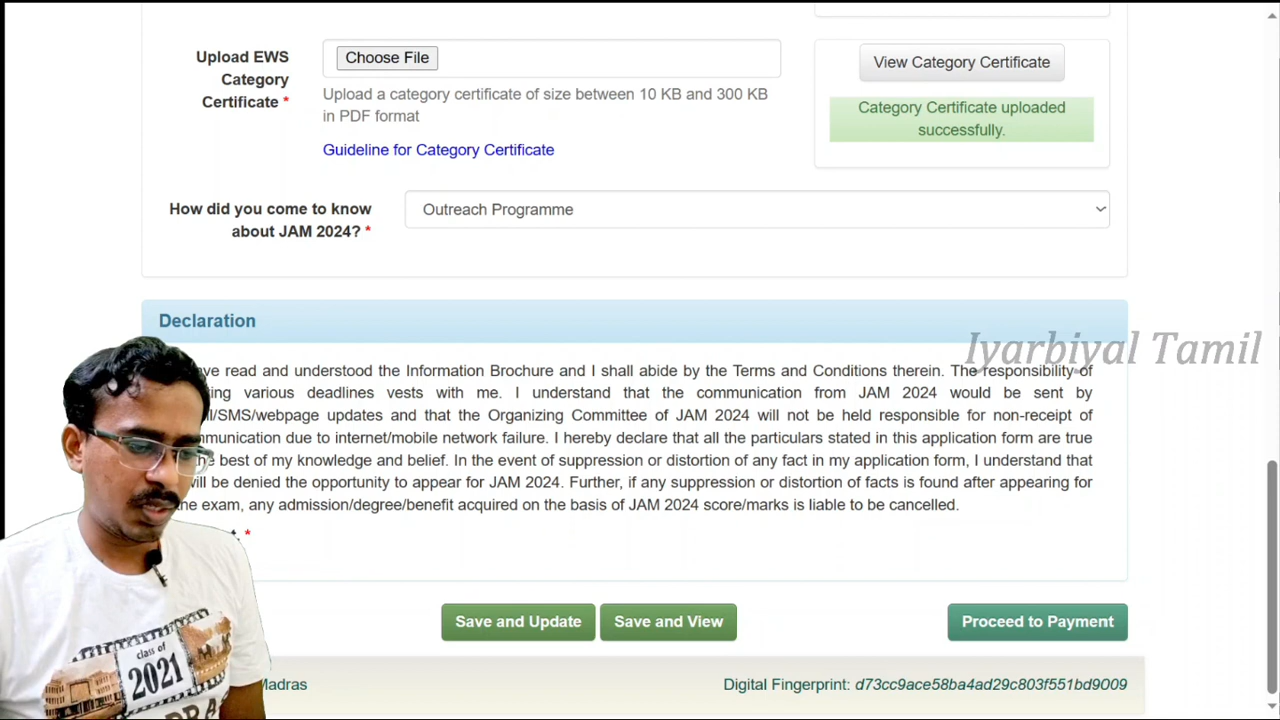 Upload EWS
Category
Certificate *
Choose File
Upload a category certificate of size between 10 KB and 300 KB
in PDF format
Guideline for Category Certificate
View Category Certificate
Category Certificate uploaded
successfully.
How did you come to know
about JAM 2024? *
Outreach Programme
Declaration
Iyarbiyal Tamil
read and understood the Information Brochure and I shall abide by the Terms and Conditions therein. The responsibility of
various deadlines vests with me. I understand that the communication from JAM 2024 would be sent by
/SMS/webpage updates and that the Organizing Committee of JAM 2024 will not be held responsible for non-receipt of
due to internet/mobile network failure. I hereby declare that all the particulars stated in this application form are true
best of my knowledge and belief. In the event of suppression or distortion of any fact in my application form, I understand that
be denied the opportunity to appear for JAM 2024. Further, if any suppression or distortion of facts is found after appearing for
the exam, any admission/degree/benefit acquired on the basis of JAM 2024 score/marks is liable to be cancelled.
*
Save and Update
Save and View
Proceed to Payment
Madras
Digital Fingerprint: d73cc9ace58ba4ad29c803f551bd9009
class of
2021